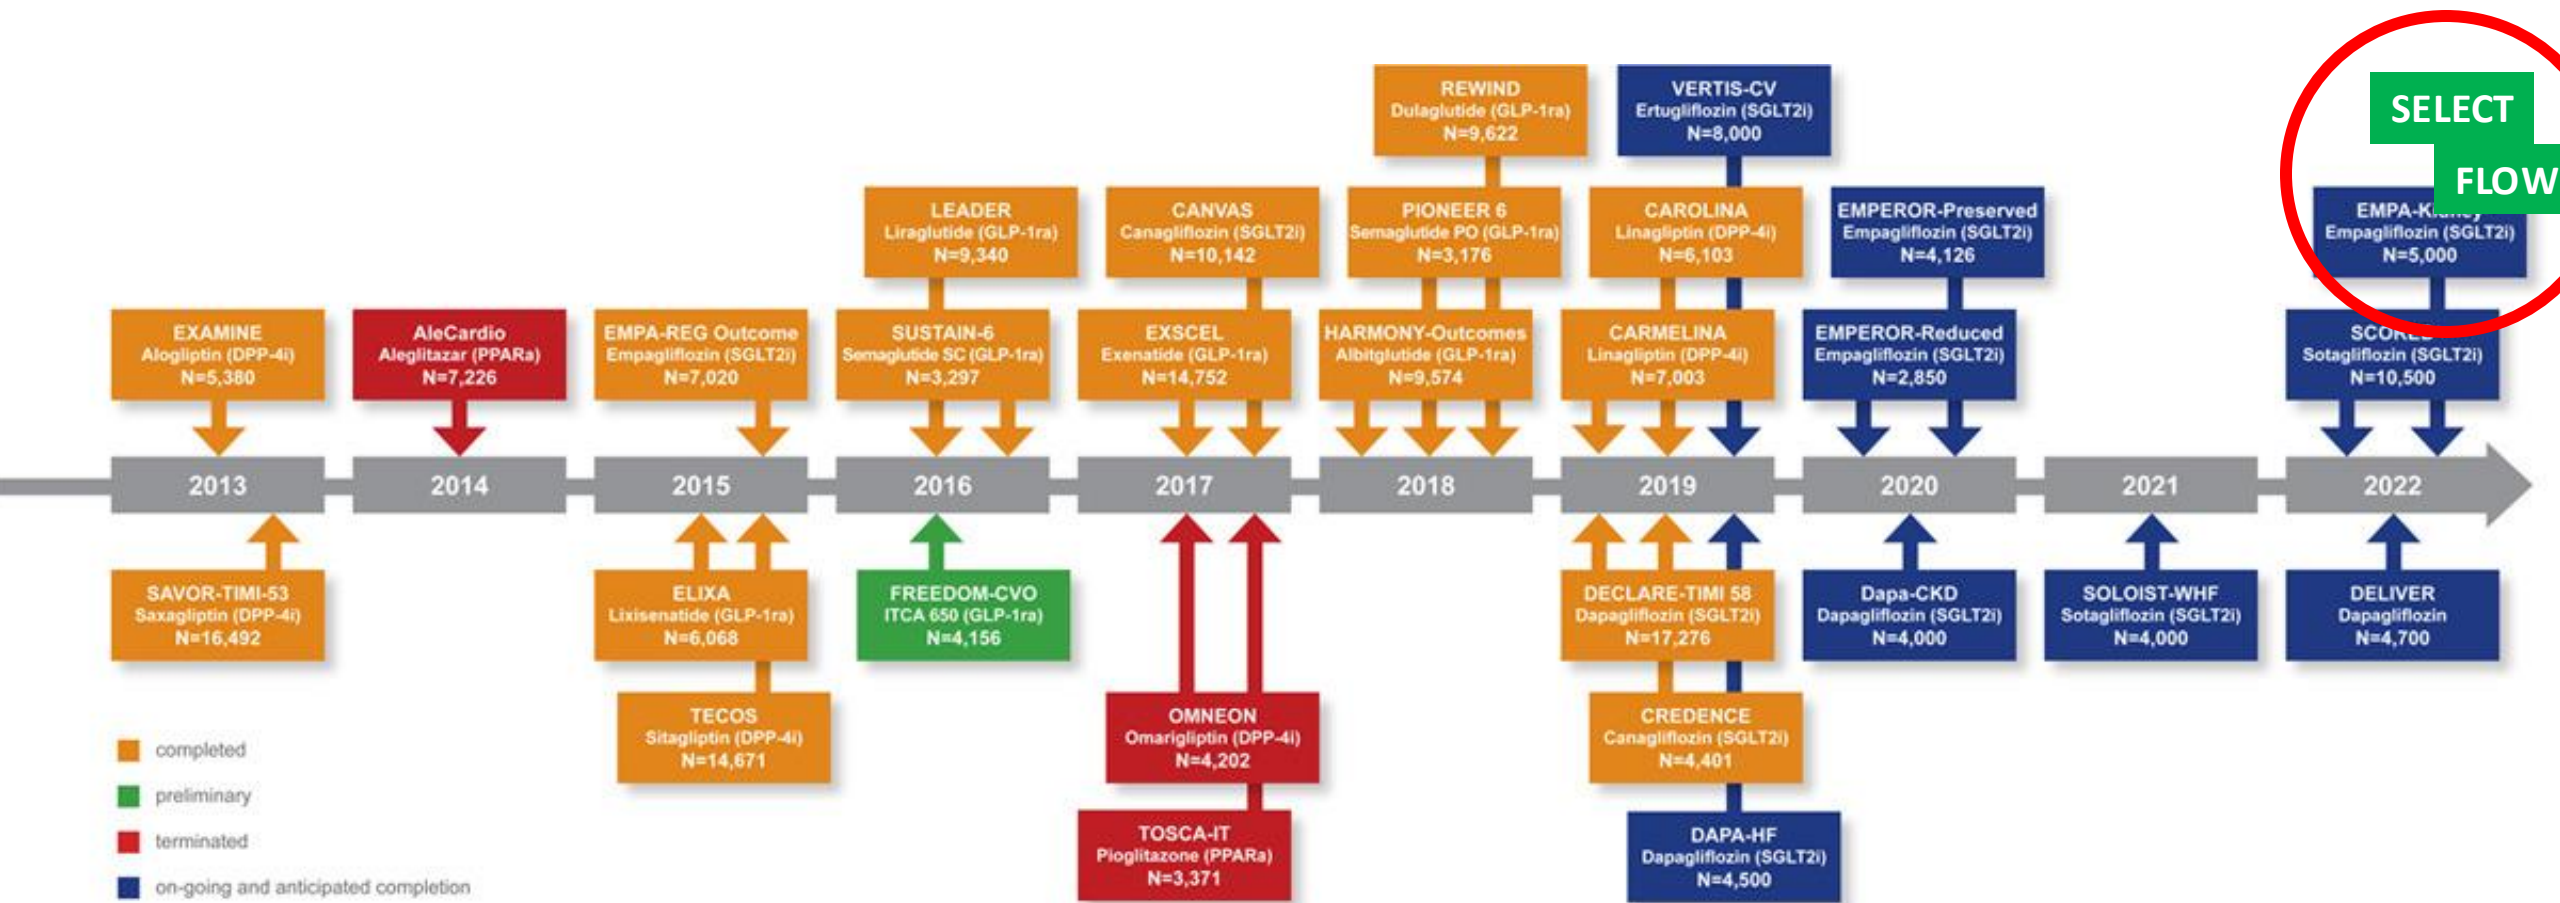 REWIND
Dulaglutide (GLP-1ra)
N=9,622
VERTIS-CV
Ertugliflozin (SGLT2i)
N=8,000
SELECT
FLOW
LEADER
Liraglutide (GLP-1ra)
N=9,340
CANVAS
Canagliflozin (SGLT2i)
N=10,142
PIONEER 6
Semaglutide PO (GLP-1ra)
N=3,176
CAROLINA
Linagliptin (DPP-4i)
N=6,103
EMPEROR-Preserved
Empagliflozin (SGLT2i)
N=4,126
EMPA-Kidney
Empagliflozin (SGLT2i)
N=5,000
EXAMINE
Alogliptin (DPP-4i)
N=5,380
AleCardio
Aleglitazar (PPARa)
N=7,226
EMPA-REG Outcome
Empagliflozin (SGLT2i)
N=7,020
SUSTAIN-6
Semaglutide SC (GLP-1ra)
N=3,297
EXSCEL
Exenatide (GLP-1ra)
N=14,752
HARMONY-Outcomes
Albitglutide (GLP-1ra)
N=9,574
CARMELINA
Linagliptin (DPP-4i)
N=7,003
EMPEROR-Reduced
Empagliflozin (SGLT2i)
N=2,850
SCORED
Sotagliflozin (SGLT2i)
N=10,500
2013
2014
2015
2016
2017
2018
2019
2020
2021
2022
SAVOR-TIMI-53
Saxagliptin (DPP-4i)
N=16,492
ELIXA
Lixisenatide (GLP-1ra)
N=6,068
FREEDOM-CVO
ITCA 650 (GLP-1ra)
N=4,156
DECLARE-TIMI 58
Dapagliflozin (SGLT2i)
N=17,276
Dapa-CKD
Dapagliflozin (SGLT2i)
N=4,000
SOLOIST-WHF
Sotagliflozin (SGLT2i)
N=4,000
DELIVER
Dapagliflozin
N=4,700
TECOS
Sitagliptin (DPP-4i)
N=14,671
OMNEON
Omarigliptin (DPP-4i)
N=4,202
CREDENCE
Canagliflozin (SGLT2i)
N=4,401
TOSCA-IT
Pioglitazone (PPARa)
N=3,371
DAPA-HF
Dapagliflozin (SGLT2i)
N=4,500
completed
preliminary
terminated
on-going and anticipated completion